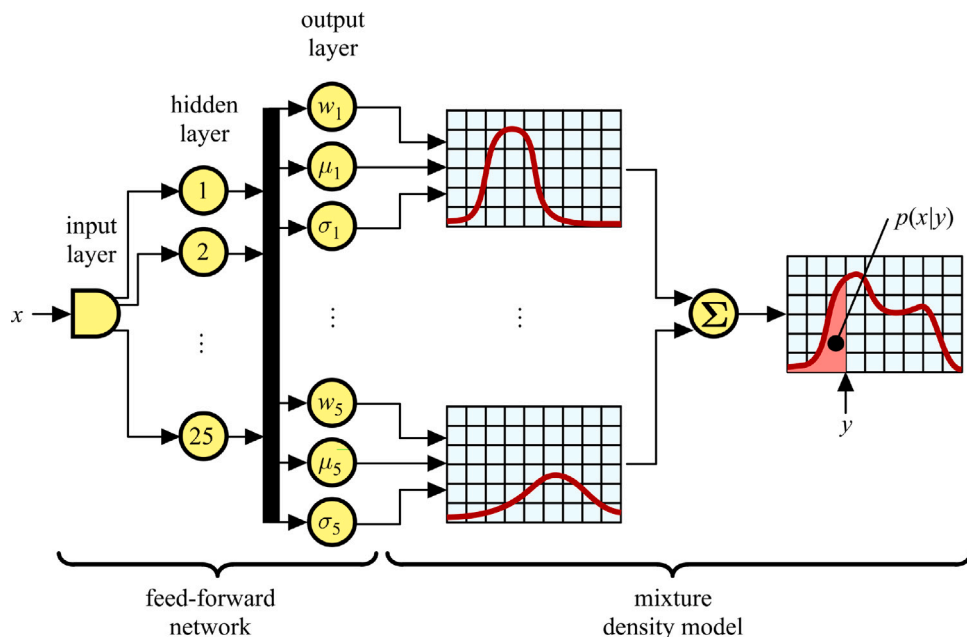 output
layer
hidden
layer
input
layer
x
1
2
⋮
25
w1
μ1
σ1
⋮
w5
μ5
σ5
⋮
Σ
p(x|y)
y
feed-forward
network
mixture
density model